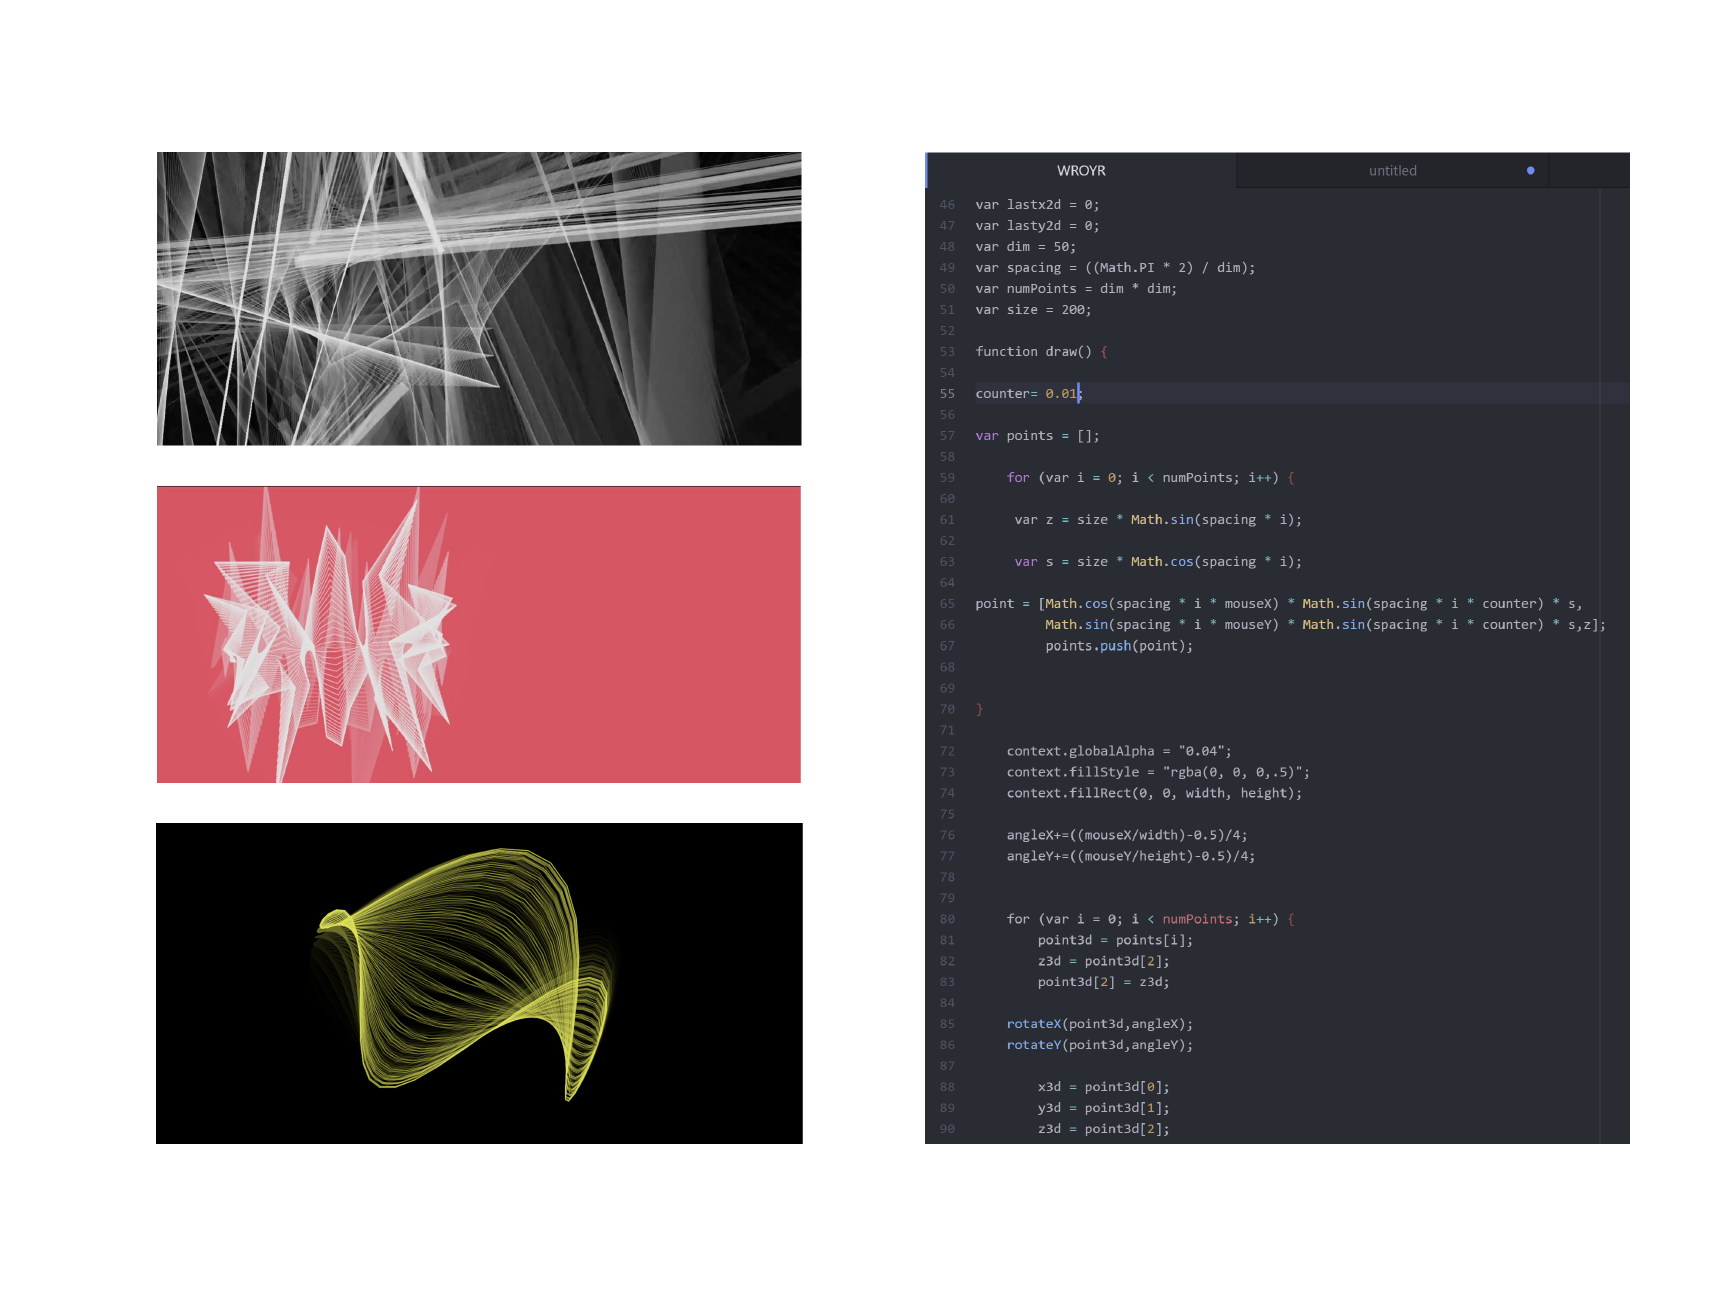 WROYR untitled
46 var lastx2d = 0;
47 var lasty2d = 0;
48 var dim = 50;
49 var spacing = ((Math.PI * 2) / dim);
50 var numPoints = dim * dim;
51 var size = 200;
52
53 function draw() {
54
55 counter= 0.01;
56
57 var points = [];
58
59 for (var i = 0; i < numPoints; i++) {
60
61 var z = size * Math.sin(spacing * i);
62
63 var s = size * Math.cos(spacing * i);
64
65 point = [Math.cos(spacing * i * mouseX) * Math.sin(spacing * i * counter) * s,
66 Math.sin(spacing * i * mouseY) * Math.sin(spacing * i * counter) * s,z];
67 points.push(point);
68
69
70 }
71
72 context.globalAlpha = "0.04";
73 context.fillStyle = "rgba(0, 0, 0,.5)";
74 context.fillRect(0, 0, width, height);
75
76 angleX+=((mouseX/width)-0.5)/4;
77 angleY+=((mouseY/height)-0.5)/4;
78
79
80 for (var i = 0; i < numPoints; i++) {
81 point3d = points[i];
82 z3d = point3d[2];
83 point3d[2] = z3d;
84
85 rotateX(point3d,angleX);
86 rotateY(point3d,angleY);
87
88 x3d = point3d[0];
89 y3d = point3d[1];
90 z3d = point3d[2];